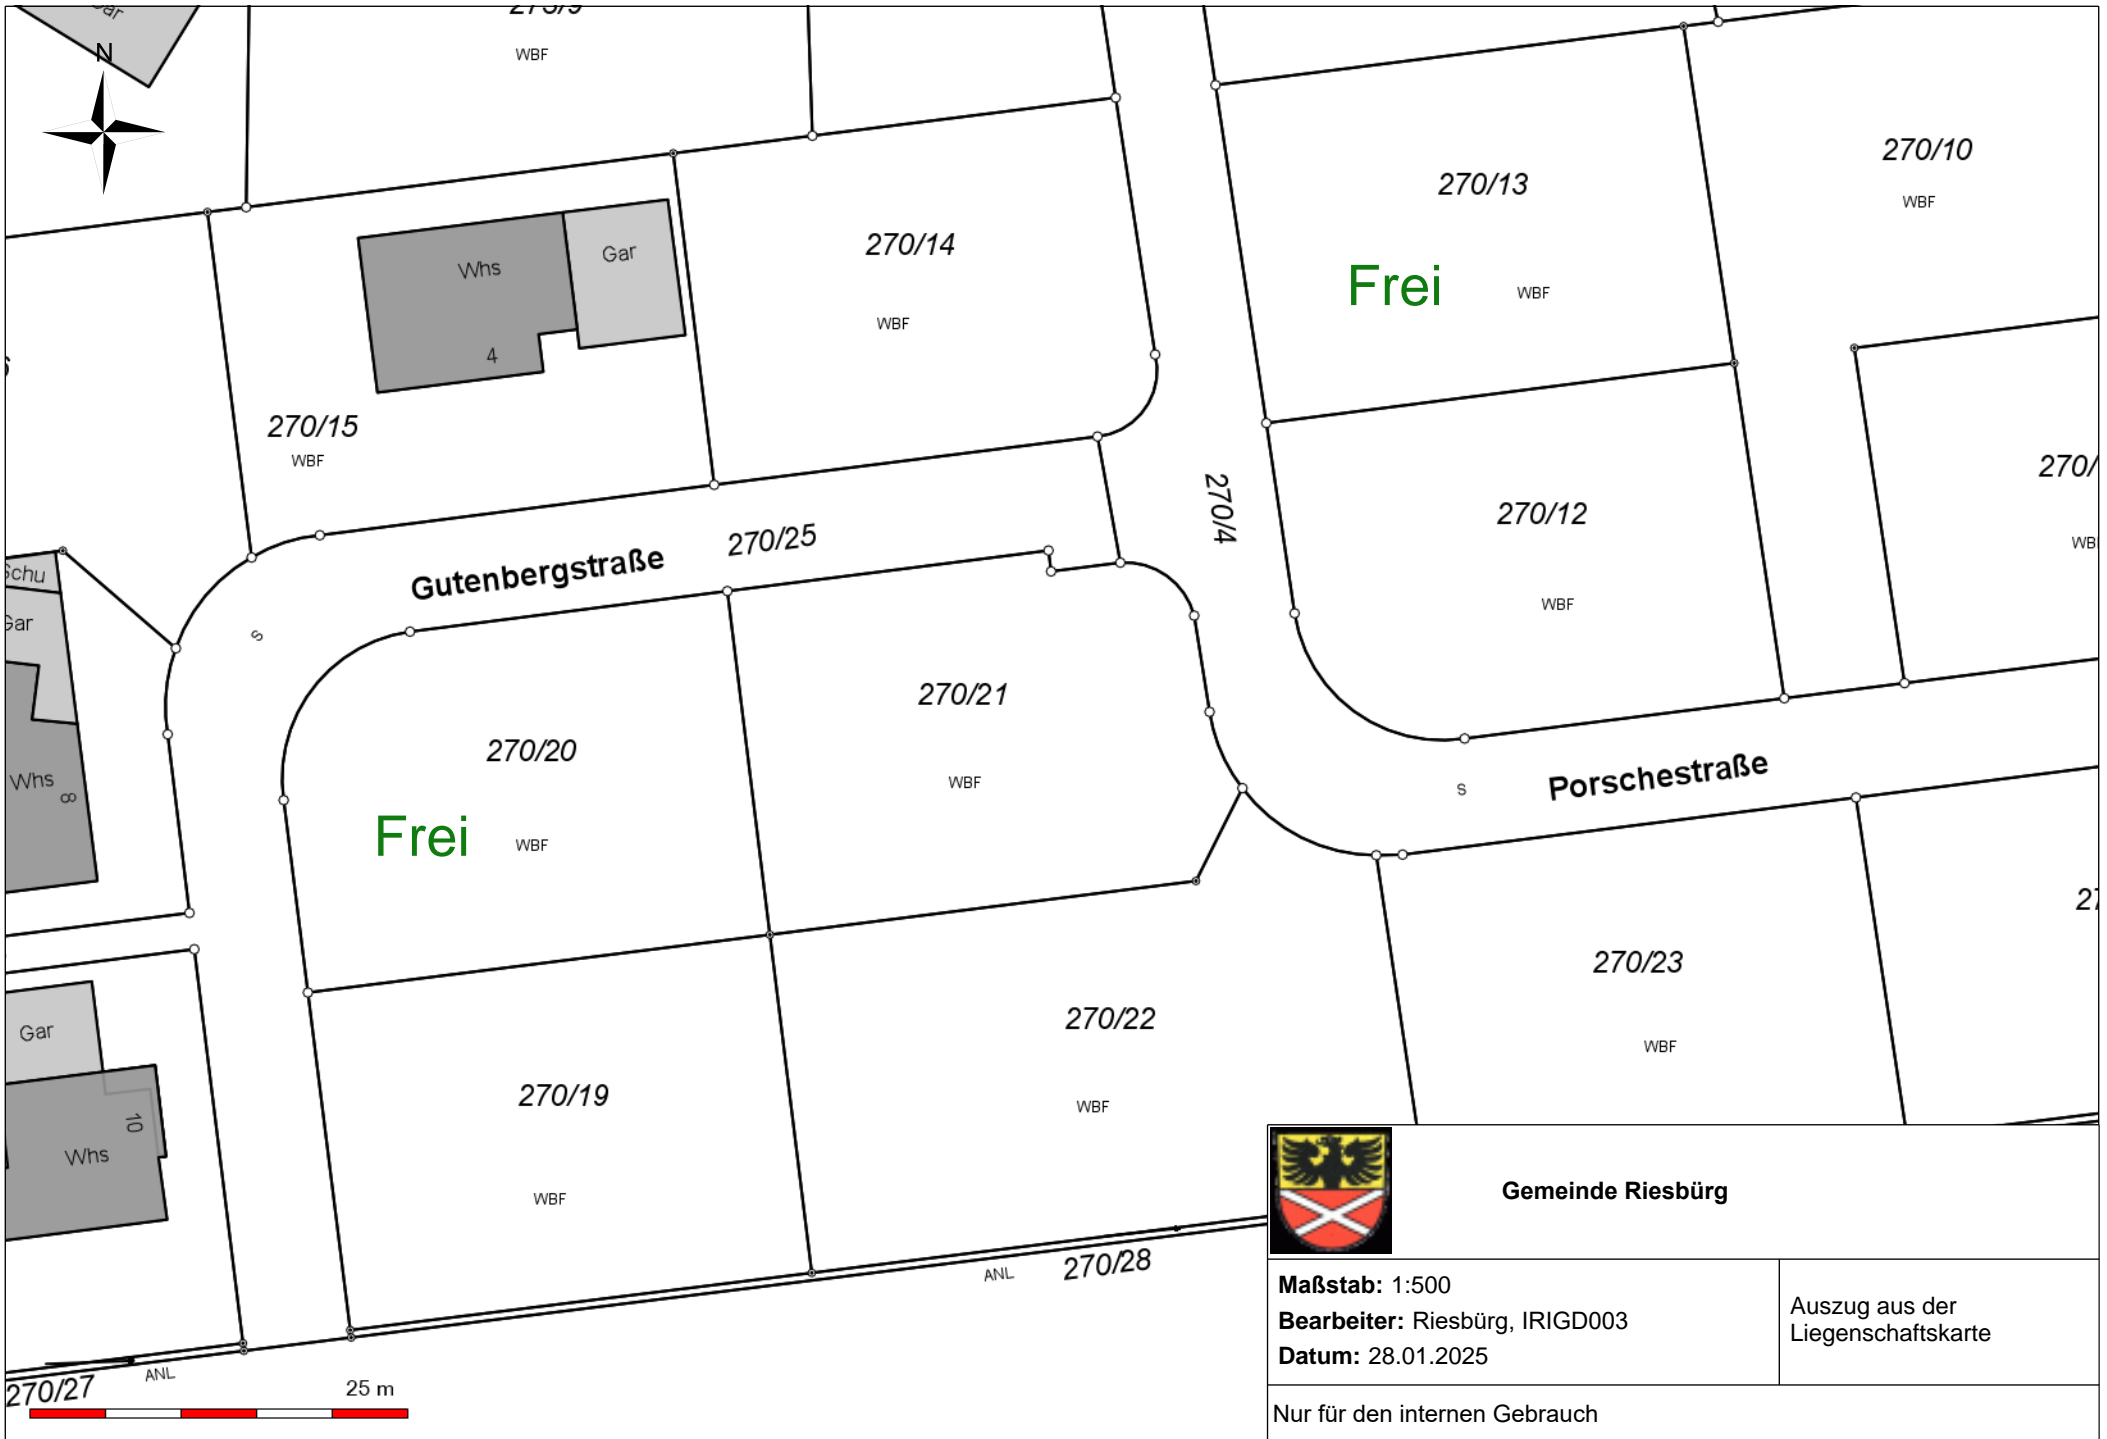 N
WBF
270/10
WBF
270/13
Frei
WBF
270/14
WBF
Whs
Gar
4
270/15
WBF
270/4
270/12
WBF
270/25
Gutenbergstraße
S
Schu
Gar
Whs
8
270/21
WBF
270/20
Frei
WBF
Porschestraße
S
270/23
WBF
270/22
WBF
270/19
WBF
Gar
10
Whs
ANL
270/28
ANL
270/27
25 m
Gemeinde Riesbürg
Maßstab: 1:500
Bearbeiter: Riesbürg, IRIGD003
Datum: 28.01.2025
Auszug aus der
Liegenschaftskarte
Nur für den internen Gebrauch